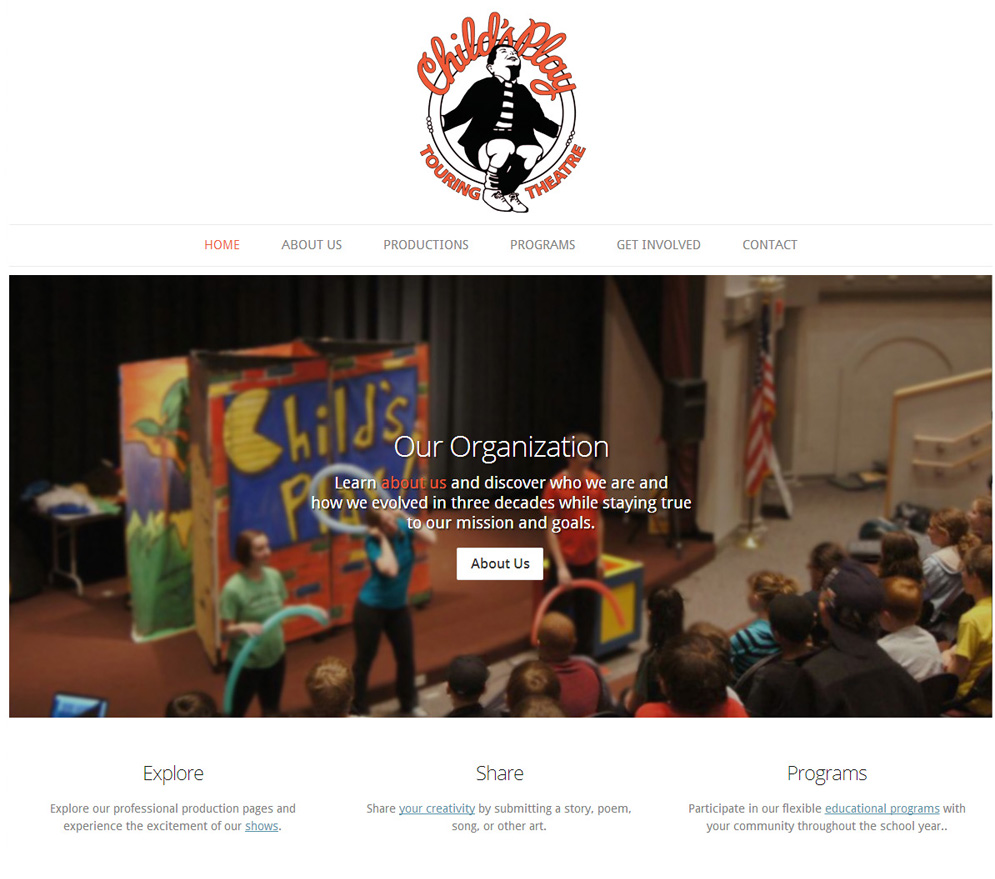 Child's Play
TOURING THEATRE
HOME ABOUT US PRODUCTIONS PROGRAMS GET INVOLVED CONTACT
Child's
Play
Our Organization
Learn about us and discover who we are and
how we evolved in three decades while staying true
to our mission and goals.
About Us
Explore
Explore our professional production pages and
experience the excitement of our shows.
Share
Share your creativity by submitting a story, poem,
song, or other art.
Programs
Participate in our flexible educational programs with
your community throughout the school year..